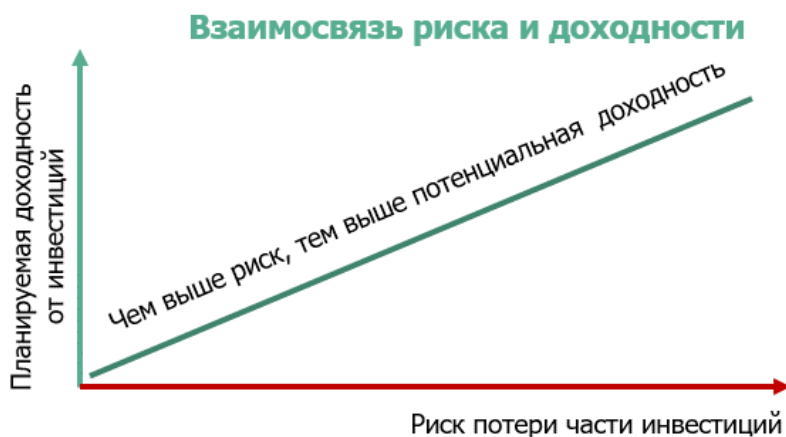 Взаимосвязь риска и доходности
Планируемая доходность
от инвестиций
Чем выше риск, тем выше потенциальная доходность
Риск потери части инвестиций